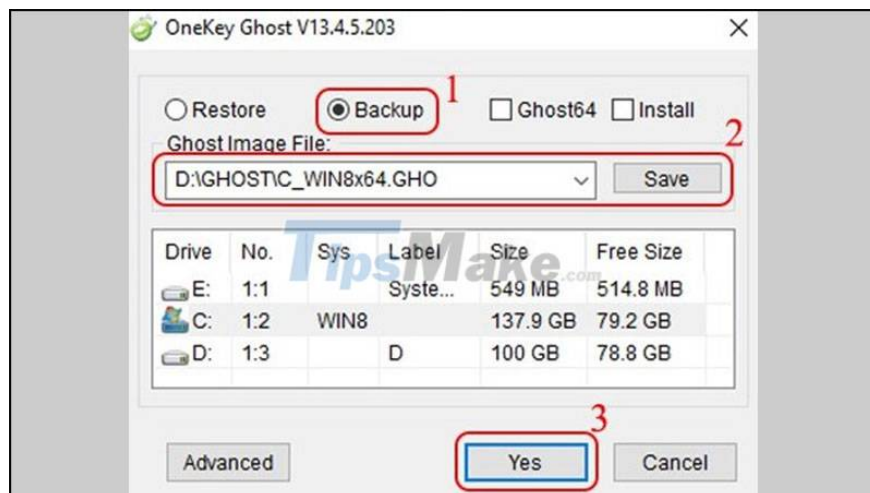 OneKey Ghost V13.4.5.203
1
Restore Backup Ghost64 Install
2
Ghost Image File:
D:\GHOST\C_WIN8x64.GHO Save
TipsMake.com
Drive No. Sys Label Size Free Size
E: 1:1 Syste... 549 MB 514.8 MB
C: 1:2 WIN8 137.9 GB 79.2 GB
D: 1:3 D 100 GB 78.8 GB
3
Advanced Yes Cancel